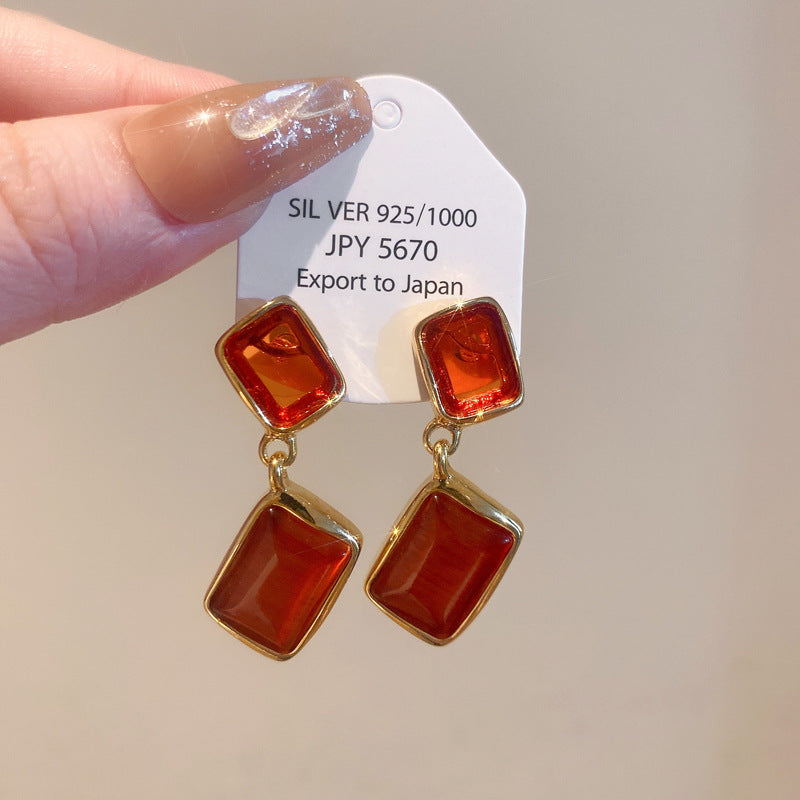 SIL VER 925/1000
JPY 5670
Export to Japan